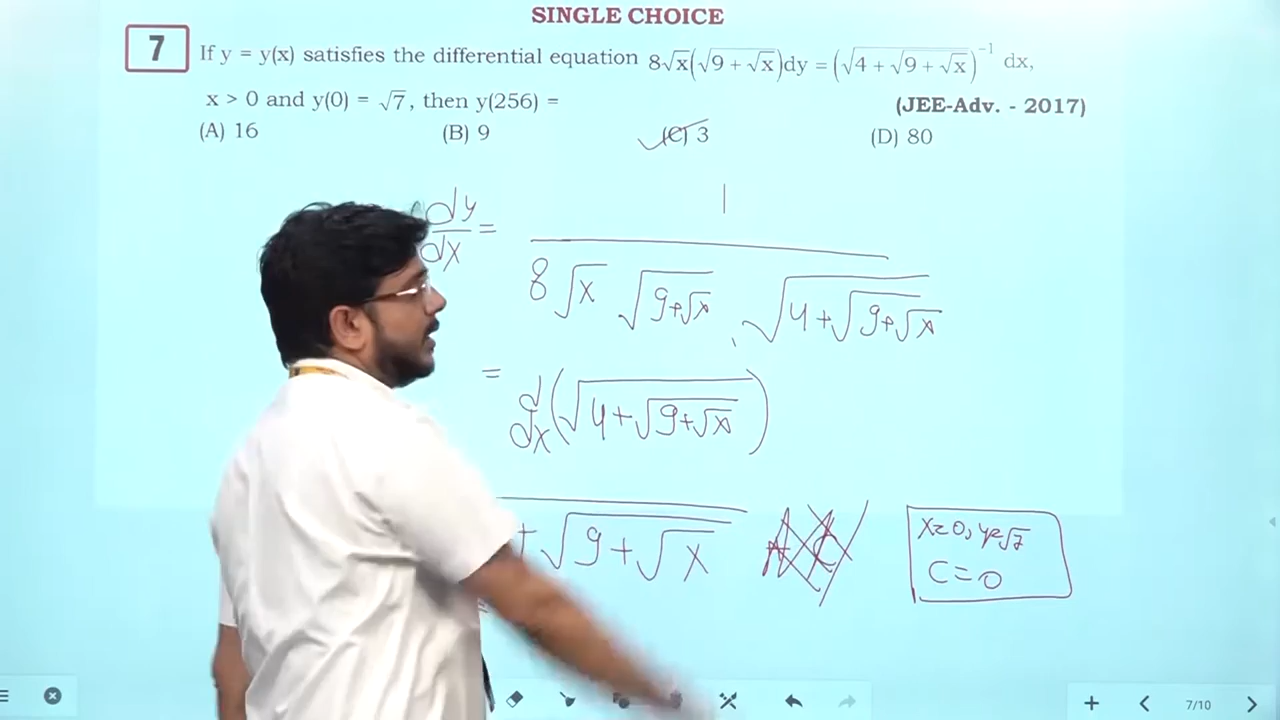 SINGLE CHOICE
7 If y = y(x) satisfies the differential equation 8√x(√9 + √x)dy = (√4 + √9 + √x)⁻¹ dx,
x > 0 and y(0) = √7, then y(256) =
(JEE-Adv. - 2017)
(A) 16 (B) 9 (C) 3 (D) 80
dy/dx = 1/(8√x √(9+√x) . √(4+√(9+√x)))
= d/dx(√(4+√(9+√x)))
+√9+√x
x=0, y=√7
C=0
7/10